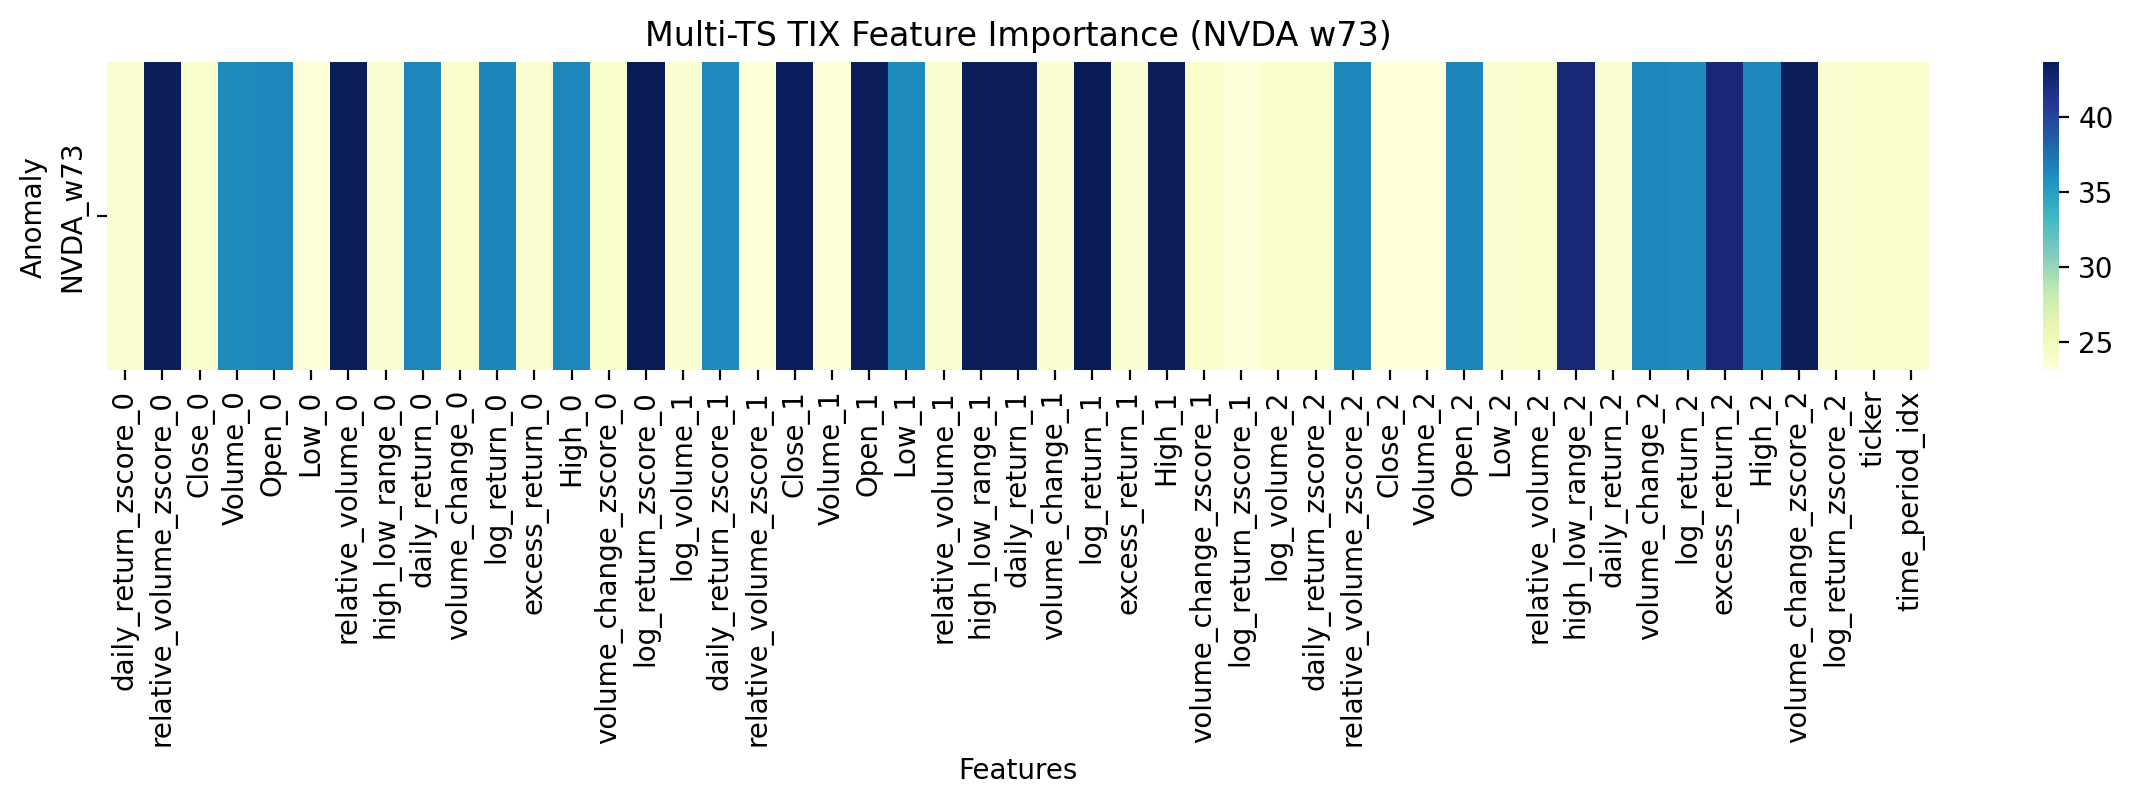 Multi-TS TIX Feature Importance (NVDA w73)
Anomaly
NVDA_w73
40
35
30
25
daily_return_zscore_0
relative_volume_zscore_0
Close_0
Volume_0
Open_0
Low_0
relative_volume_0
high_low_range_0
daily_return_0
volume_change_0
log_return_0
excess_return_0
High_0
volume_change_zscore_0
log_return_zscore_0
log_volume_1
daily_return_zscore_1
relative_volume_zscore_1
Close_1
Volume_1
Open_1
Low_1
relative_volume_1
high_low_range_1
daily_return_1
volume_change_1
log_return_1
excess_return_1
High_1
volume_change_zscore_1
log_return_zscore_1
log_volume_2
daily_return_zscore_2
relative_volume_zscore_2
Close_2
Volume_2
Open_2
Low_2
relative_volume_2
high_low_range_2
daily_return_2
volume_change_2
log_return_2
excess_return_2
High_2
volume_change_zscore_2
log_return_zscore_2
ticker
time_period_idx
Features